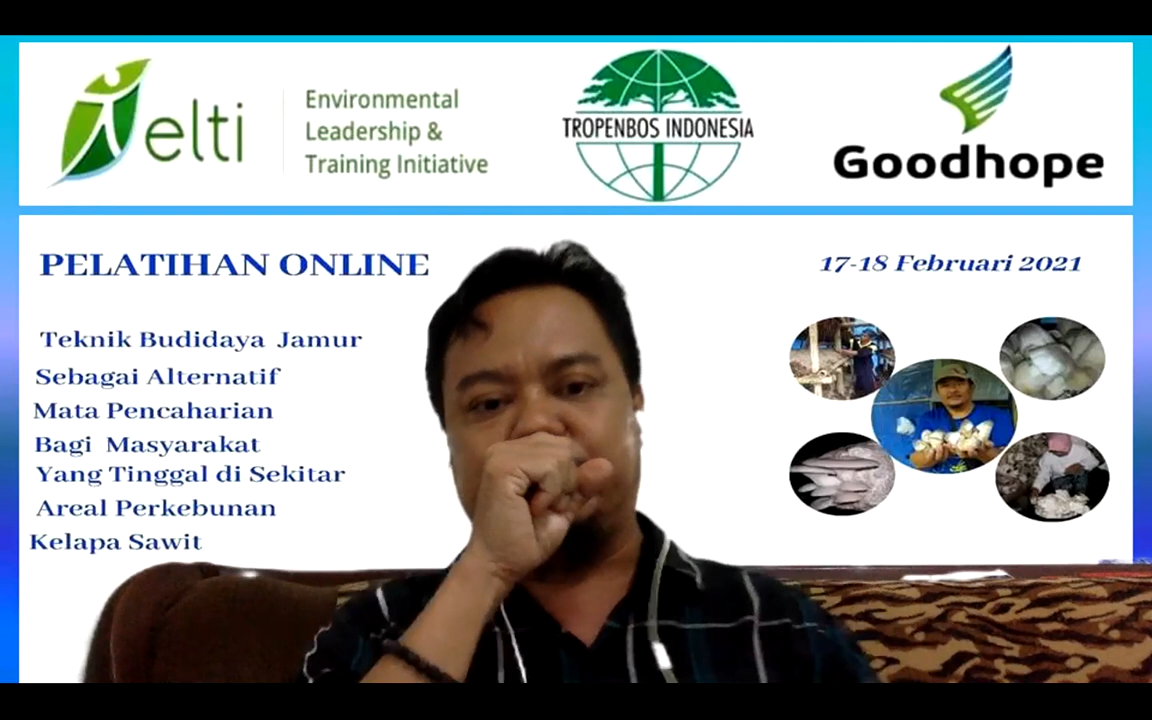 elti
Environmental
Leadership &
Training Initiative
TROPENBOS INDONESIA
Goodhope
PELATIHAN ONLINE
17-18 Februari 2021
Teknik Budidaya Jamur
Sebagai Alternatif
Mata Pencaharian
Bagi Masyarakat
Yang Tinggal di Sekitar
Areal Perkebunan
Kelapa Sawit